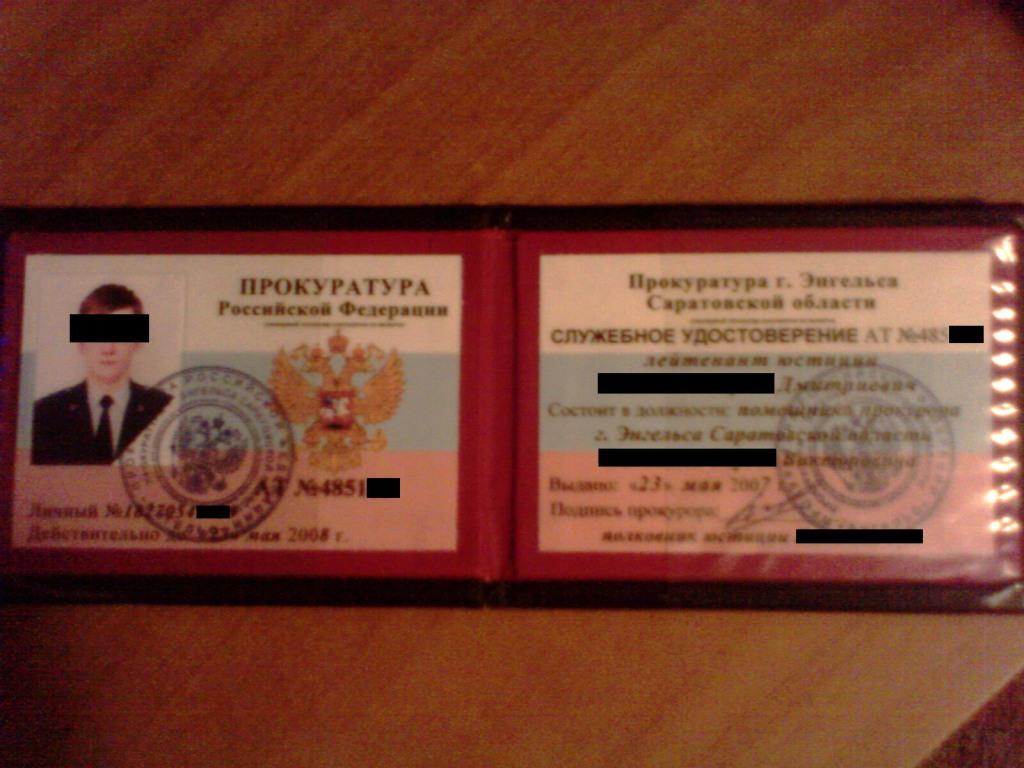 ПРОКУРАТУРА
Российской Федерации
АТ №4851
Личный №
Действительно до «23» мая 2008 г.
Прокуратура г. Энгельса
Саратовской области
СЛУЖЕБНОЕ УДОСТОВЕРЕНИЕ АТ №485
лейтенант юстиции
Дмитриевич
Состоит в должности: помощника прокурора
г. Энгельса Саратовской области
Викторовича
Выдано: «23» мая 2007
Подпись прокурора:
полковник юстиции